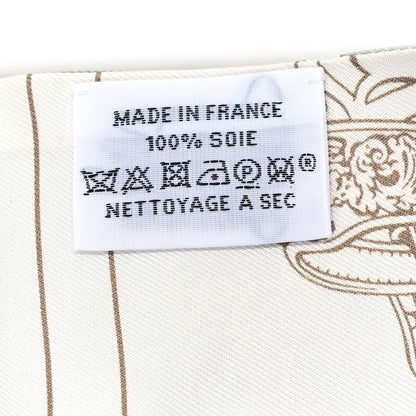 MADE IN FRANCE
100% SOIE
P W ®
NETTOYAGE A SEC